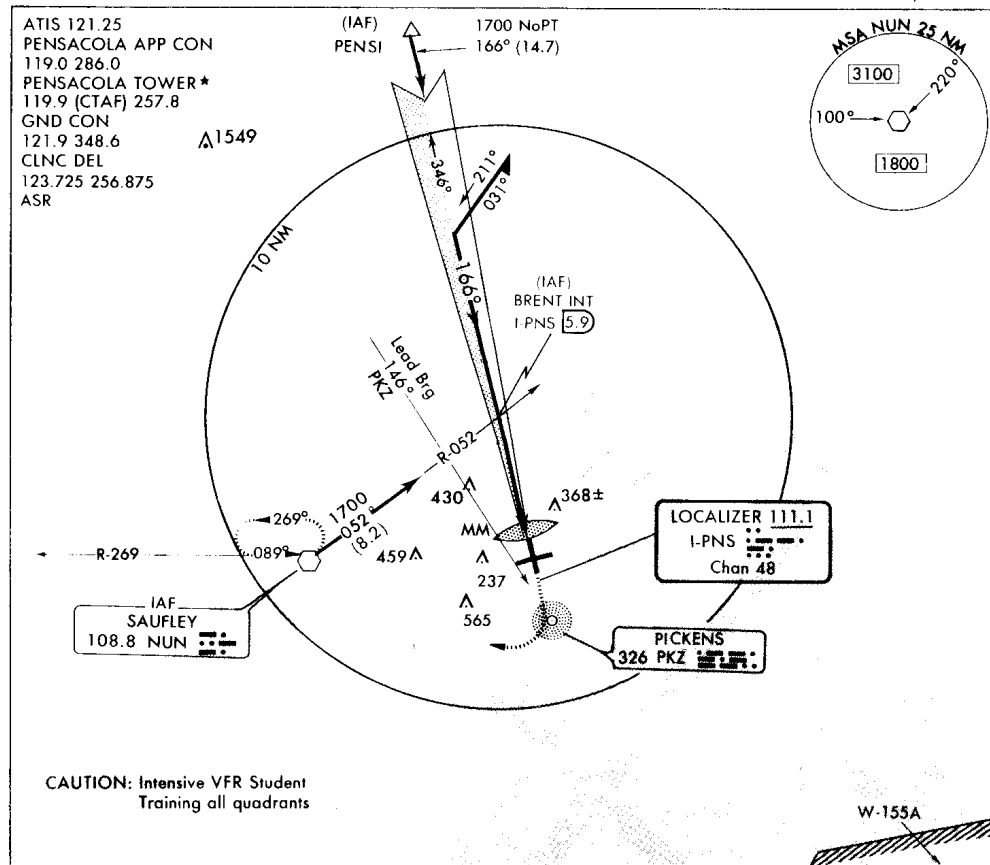 ATIS 121.25
PENSACOLA APP CON
119.0 286.0
PENSACOLA TOWER★
119.9 (CTAF) 257.8
GND CON
121.9 348.6
CLNC DEL
123.725 256.875
ASR
1549
(IAF)
PENSI
1700 NoPT
166° (14.7)
MSA NUN 25 NM
3100
220°
100°
1800
10 NM
346°
211°
031°
166°
(IAF)
BRENT INT
I-PNS 5.9
Lead Brg
146°
PKZ
R-052
1700
052°
(8.2)
430
368±
MM
269°
089°
R-269
459
237
565
LOCALIZER 111.1
I-PNS
Chan 48
IAF
SAUFLEY
108.8 NUN
PICKENS
326 PKZ
CAUTION: Intensive VFR Student
Training all quadrants
W-155A